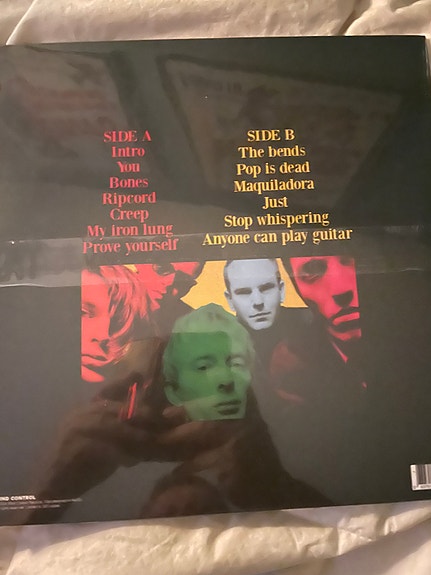 SIDE A
Intro
You
Bones
Ripcord
Creep
My iron lung
Prove yourself
SIDE B
The bends
Pop is dead
Maquiladora
Just
Stop whispering
Anyone can play guitar
CONTROL